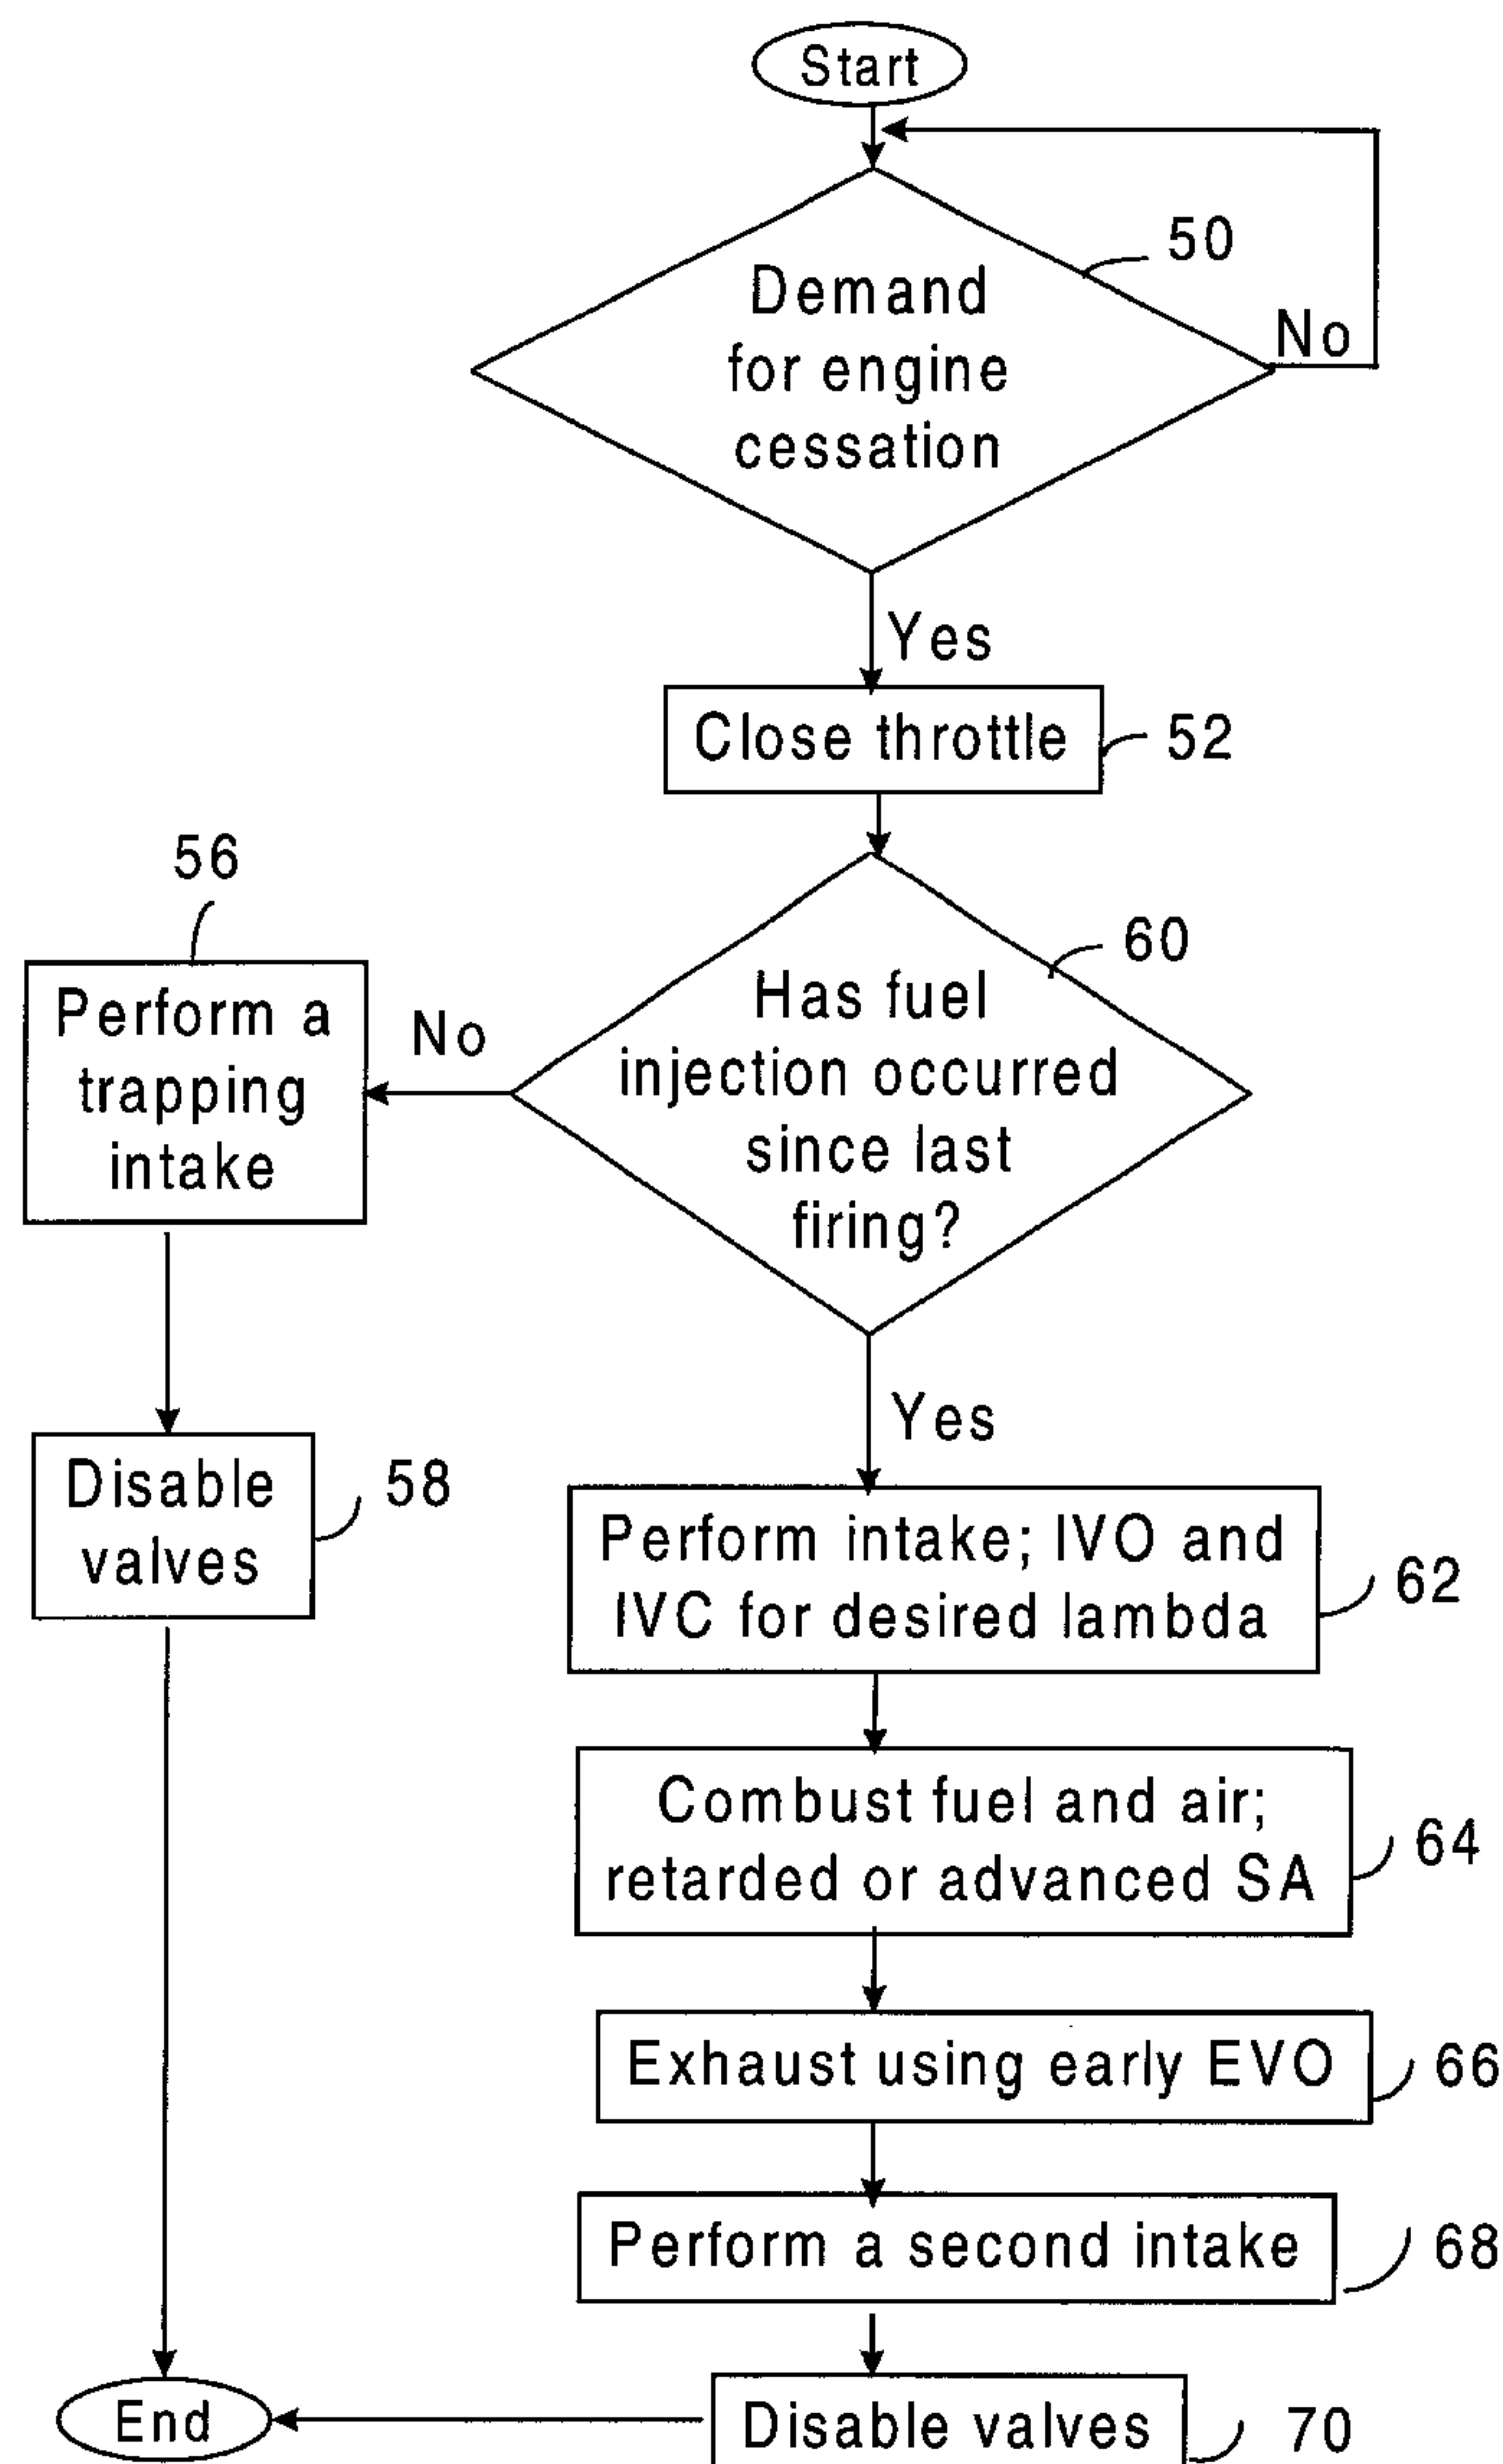 Start
50
Demand
for engine
cessation
No
Yes
Close throttle
52
56
60
Perform a
trapping
intake
No
Has fuel
injection occurred
since last
firing?
Yes
Disable
valves
58
Perform intake; IVO and
IVC for desired lambda
62
Combust fuel and air;
retarded or advanced SA
64
Exhaust using early EVO
66
Perform a second intake
68
Disable valves
70
End